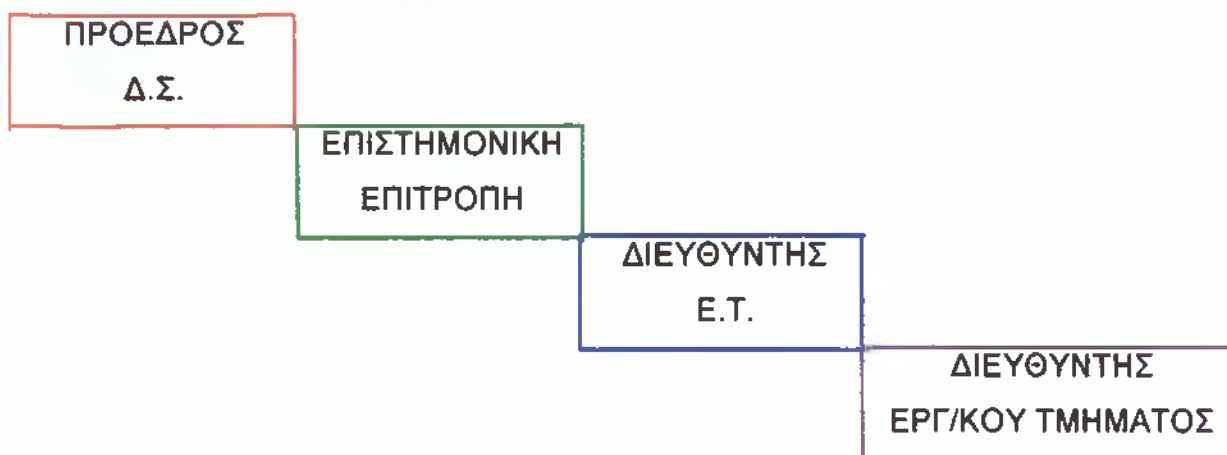 ΠΡΟΕΔΡΟΣ
Δ.Σ.
ΕΠΙΣΤΗΜΟΝΙΚΗ
ΕΠΙΤΡΟΠΗ
ΔΙΕΥΘΥΝΤΗΣ
Ε.Τ.
ΔΙΕΥΘΥΝΤΗΣ
ΕΡΓ/ΚΟΥ ΤΜΗΜΑΤΟΣ